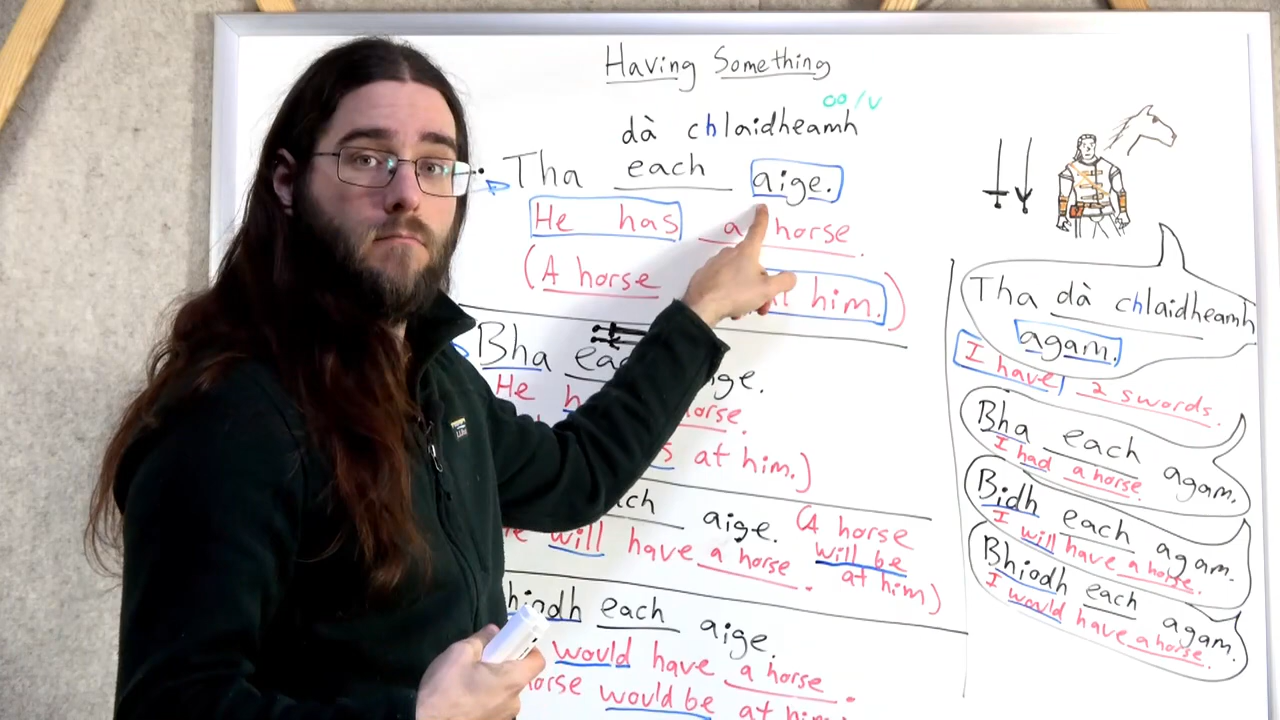 Having Something
oo/v
dà chlaidheamh
Tha each aige.
He has a horse.
(A horse him.)
Bha
He
horse.
at him.)
aige. (A horse
will have a horse. will be
at him)
each aige.
would have a horse.
horse would be at
Tha dà chlaidheamh
agam.
I have 2 swords.
Bha each agam.
I had a horse.
Bidh each agam.
I will have a horse.
Bhiodh each agam.
I would have a horse.